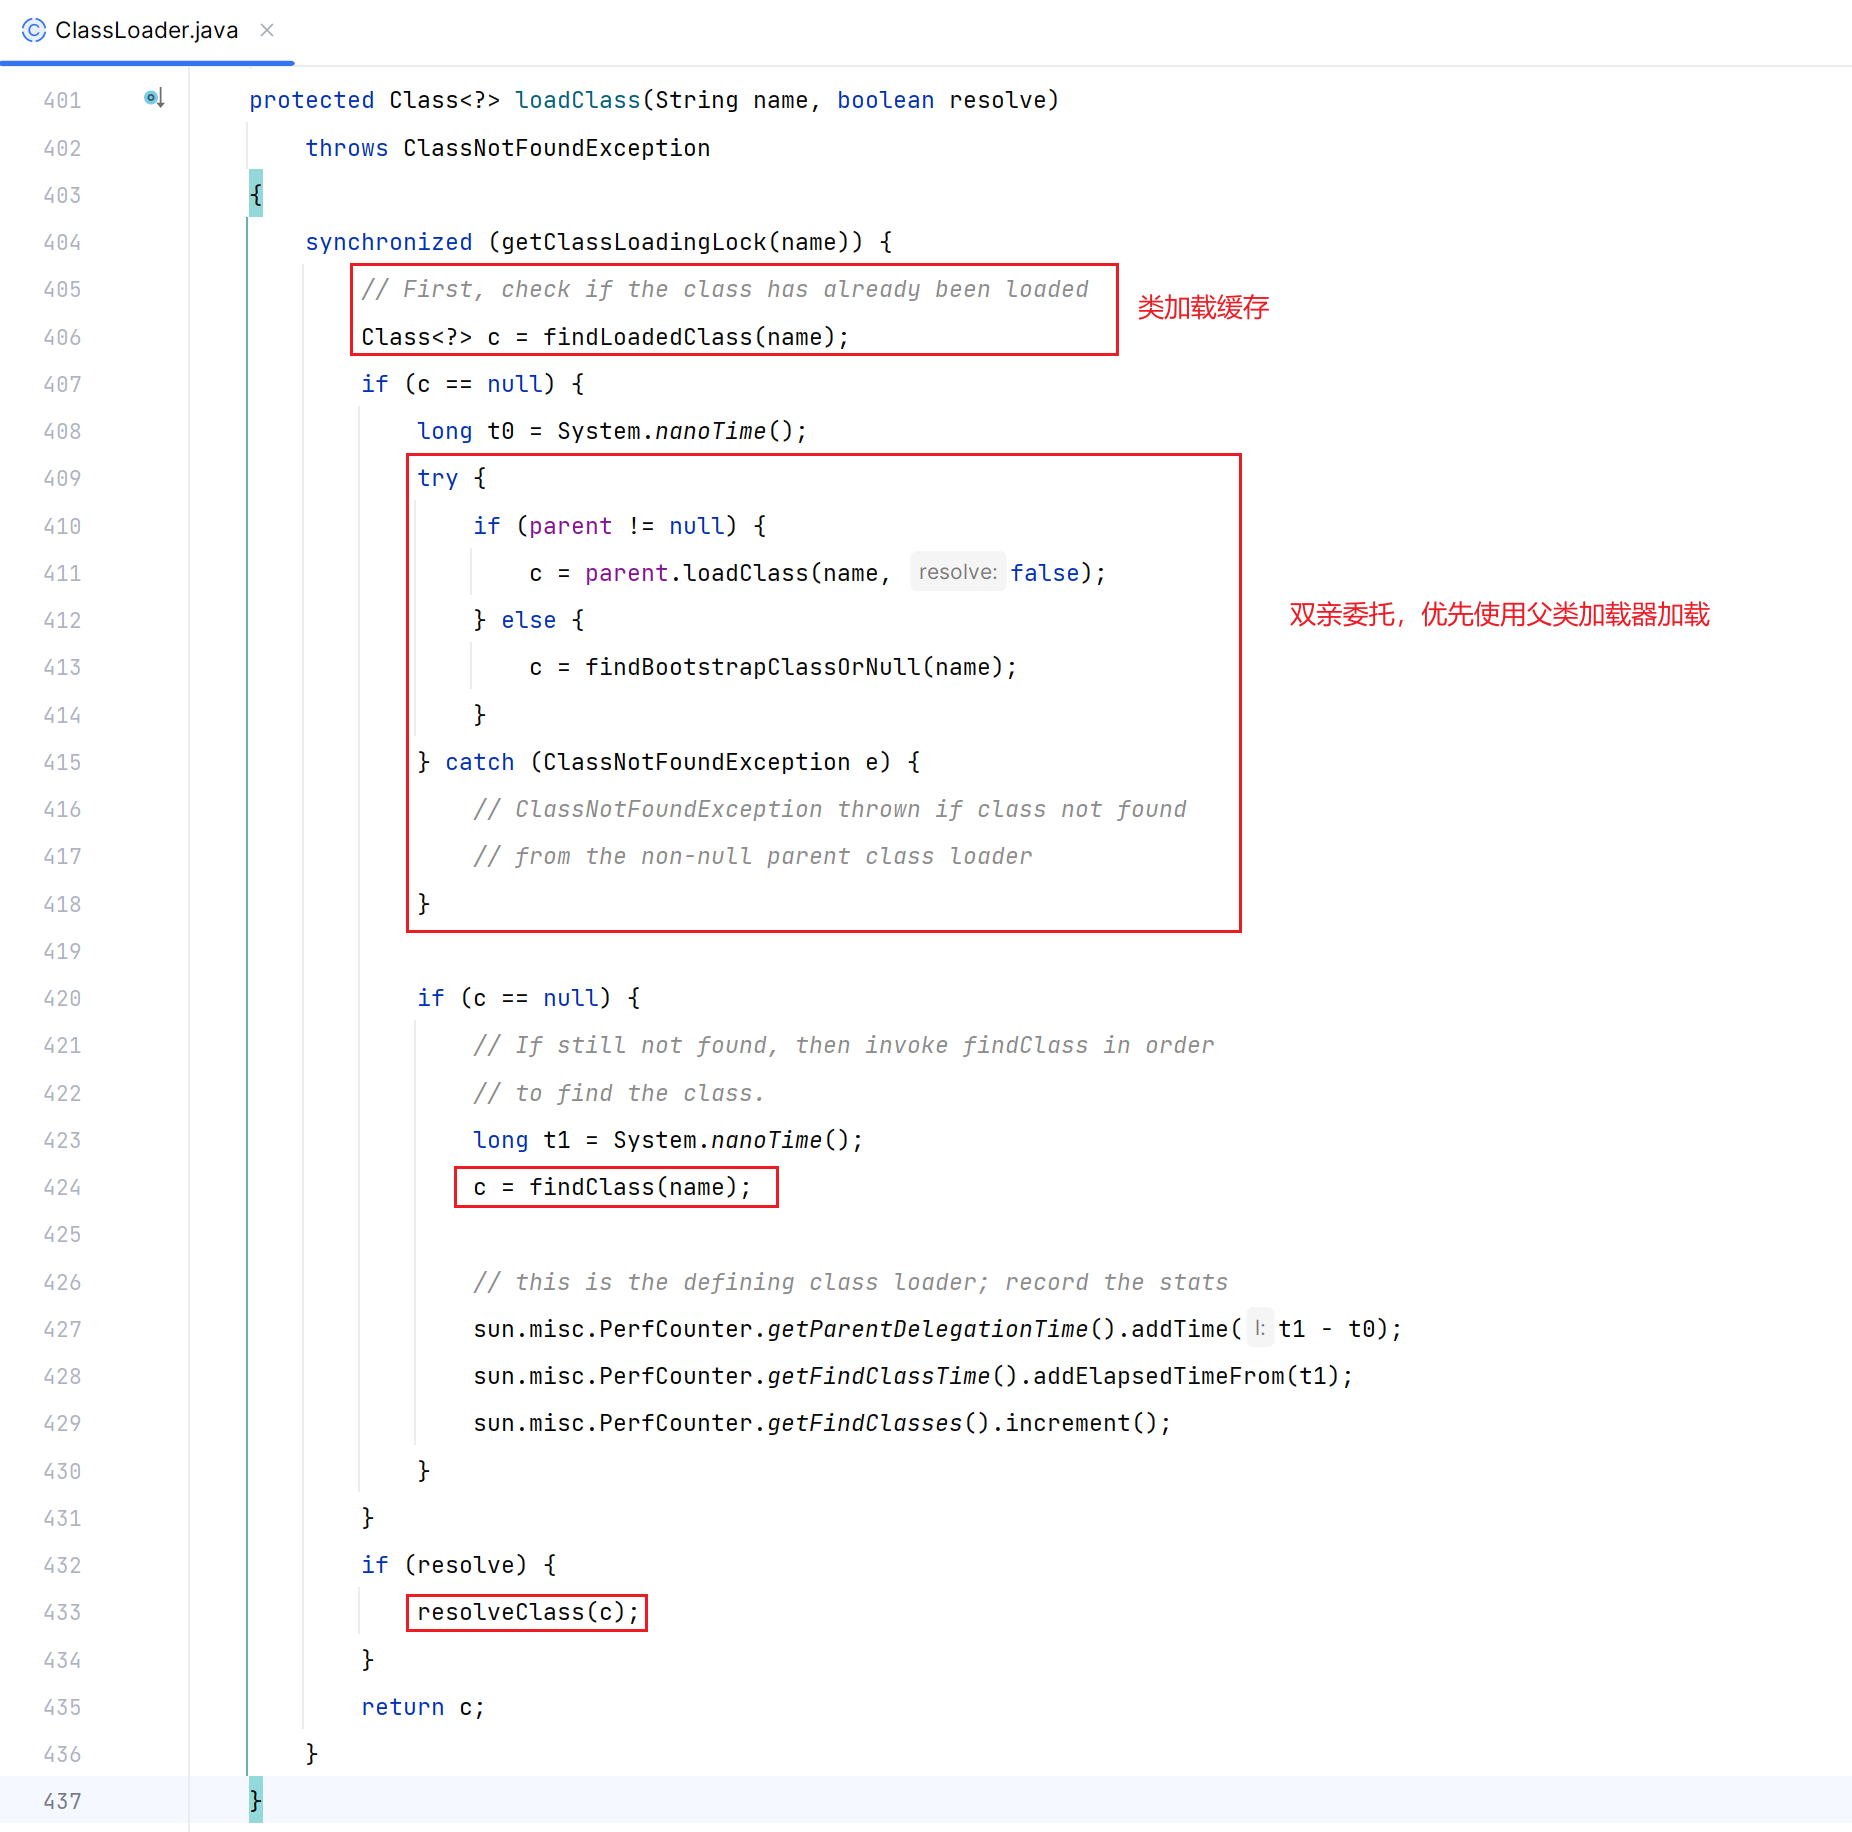 ClassLoader.java
401 protected Class<?> loadClass(String name, boolean resolve)
402 throws ClassNotFoundException
403 {
404 synchronized (getClassLoadingLock(name)) {
405 // First, check if the class has already been loaded
类加载缓存
406 Class<?> c = findLoadedClass(name);
407 if (c == null) {
408 long t0 = System.nanoTime();
409 try {
410 if (parent != null) {
411 c = parent.loadClass(name, resolve: false);
412 } else {
双亲委托，优先使用父类加载器加载
413 c = findBootstrapClassOrNull(name);
414 }
415 } catch (ClassNotFoundException e) {
416 // ClassNotFoundException thrown if class not found
417 // from the non-null parent class loader
418 }
419
420 if (c == null) {
421 // If still not found, then invoke findClass in order
422 // to find the class.
423 long t1 = System.nanoTime();
424 c = findClass(name);
425
426 // this is the defining class loader; record the stats
427 sun.misc.PerfCounter.getParentDelegationTime().addTime( l: t1 - t0);
428 sun.misc.PerfCounter.getFindClassTime().addElapsedTimeFrom(t1);
429 sun.misc.PerfCounter.getFindClasses().increment();
430 }
431 }
432 if (resolve) {
433 resolveClass(c);
434 }
435 return c;
436 }
437 }